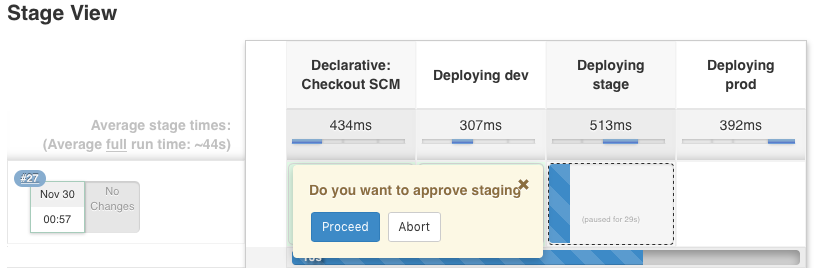 Stage View
Declarative:
Checkout SCM
Deploying dev
Deploying
stage
Deploying
prod
Average stage times:
(Average full run time: ~44s)
434ms
307ms
513ms
392ms
#27
Nov 30
00:57
No
Changes
Do you want to approve staging
Proceed
Abort
(paused for 29s)